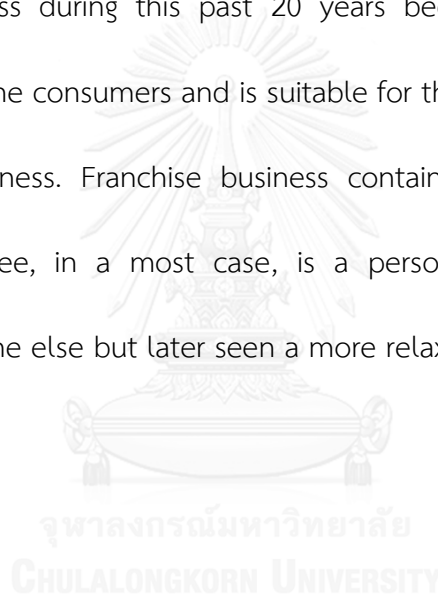 ss during this past 20 years be
ne consumers and is suitable for th
ness. Franchise business contain
ee, in a most case, is a perso
ne else but later seen a more relax
จุฬาลงกรณ์มหาวิทยาลัย
CHULALONGKORN UNIVERSITY